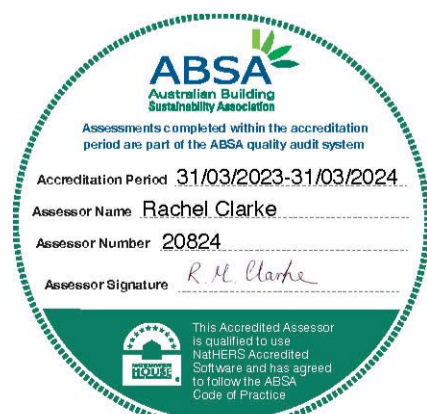 ABSA
Australian Building
Sustainability Association
Assessments completed within the accreditation
period are part of the ABSA quality audit system
Accreditation Period 31/03/2023-31/03/2024
Assessor Name Rachel Clarke
Assessor Number 20824
Assessor Signature R. M. Clarke
This Accredited Assessor
is qualified to use
NatHERS Accredited
Software and has agreed
to follow the ABSA
Code of Practice
HOUSE